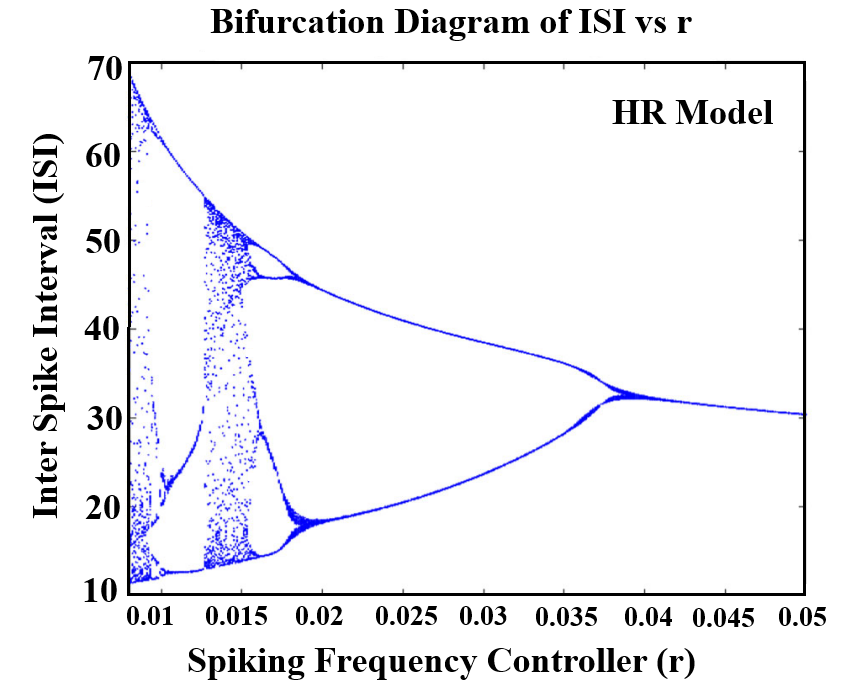 Bifurcation Diagram of ISI vs r
HR Model
Inter Spike Interval (ISI)
70
60
50
40
30
20
10
0.01 0.015 0.02 0.025 0.03 0.035 0.04 0.045 0.05
Spiking Frequency Controller (r)